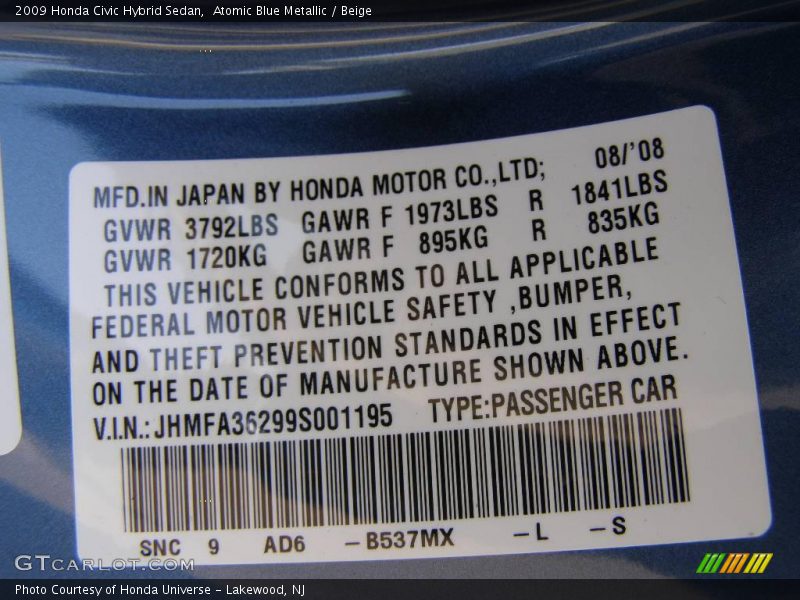 2009 Honda Civic Hybrid Sedan, Atomic Blue Metallic / Beige
MFD.IN JAPAN BY HONDA MOTOR CO.,LTD; 08/'08
GVWR 3792LBS GAWR F 1973LBS R 1841LBS
GVWR 1720KG GAWR F 895KG R 835KG
THIS VEHICLE CONFORMS TO ALL APPLICABLE
FEDERAL MOTOR VEHICLE SAFETY ,BUMPER,
AND THEFT PREVENTION STANDARDS IN EFFECT
ON THE DATE OF MANUFACTURE SHOWN ABOVE.
V.I.N.:JHMFA36299S001195 TYPE:PASSENGER CAR
SNC 9 AD6 –B537MX –L –S
GTCARLOT.COM
Photo Courtesy of Honda Universe - Lakewood, NJ